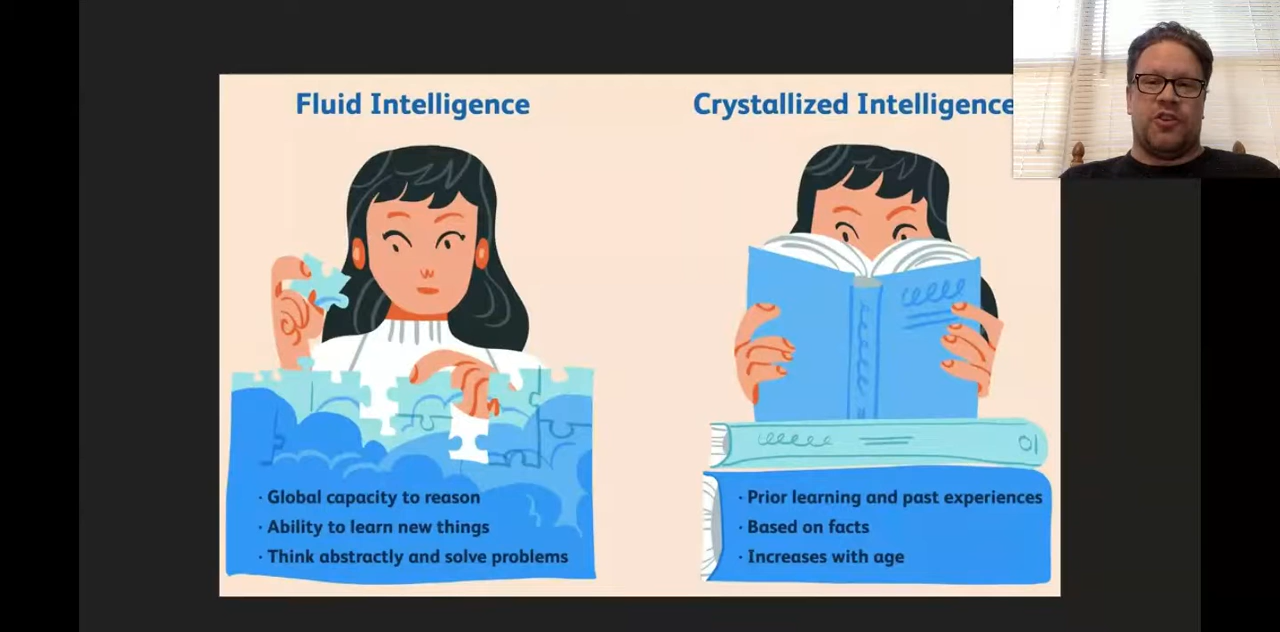 Fluid Intelligence
Crystallized Intelligence
· Global capacity to reason
· Ability to learn new things
· Think abstractly and solve problems
· Prior learning and past experiences
· Based on facts
· Increases with age